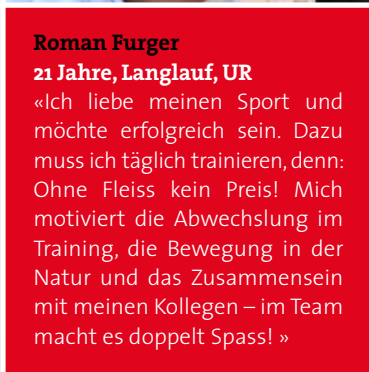 Roman Furger
21 Jahre, Langlauf, UR
«Ich liebe meinen Sport und
möchte erfolgreich sein. Dazu
muss ich täglich trainieren, denn:
Ohne Fleiss kein Preis! Mich
motiviert die Abwechslung im
Training, die Bewegung in der
Natur und das Zusammensein
mit meinen Kollegen – im Team
macht es doppelt Spass! »